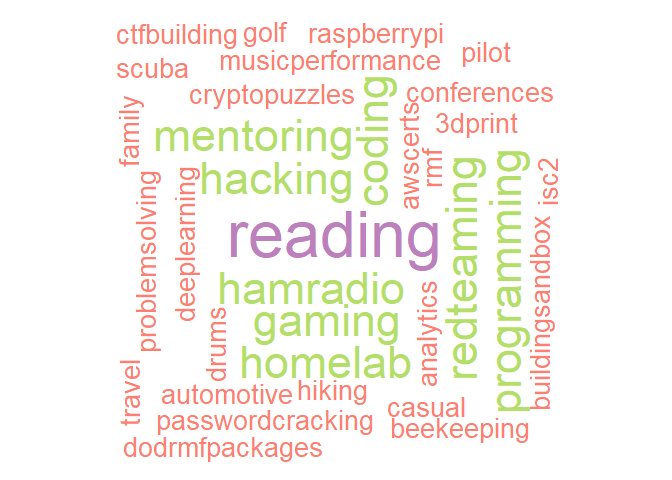 ctfbuilding
golf
raspberrypi
scuba
musicperformance
pilot
cryptopuzzles
conferences
family
mentoring
coding
awscerts
3dprint
hacking
rmf
isc2
problemsolving
deeplearning
reading
redteaming
programming
buildingsandbox
hamradio
gaming
analytics
drums
homelab
travel
automotive
hiking
casual
passwordcracking
beekeeping
dodrmfpackages